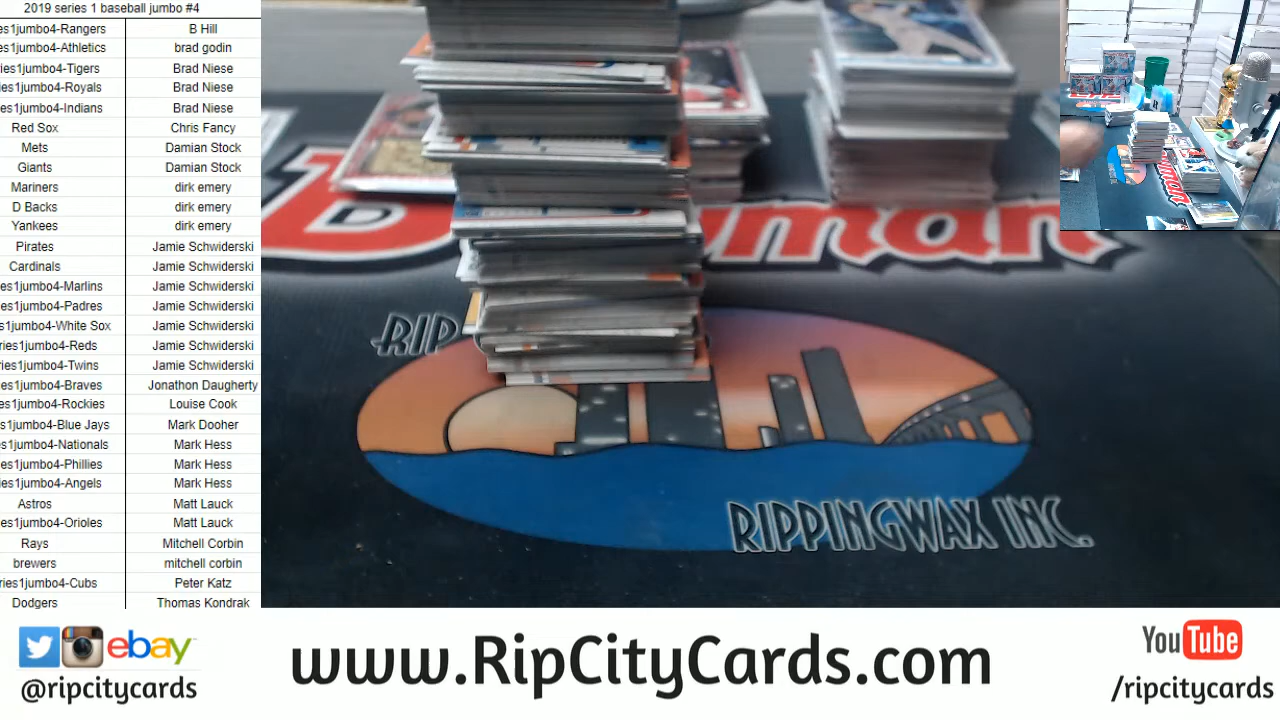 2019 series 1 baseball jumbo #4
es1jumbo4-Rangers B Hill
es1jumbo4-Athletics brad godin
ries1jumbo4-Tigers Brad Niese
ies1jumbo4-Royals Brad Niese
ies1jumbo4-Indians Brad Niese
Red Sox Chris Fancy
Mets Damian Stock
Giants Damian Stock
Mariners dirk emery
D Backs dirk emery
Yankees dirk emery
Pirates Jamie Schwiderski
Cardinals Jamie Schwiderski
es1jumbo4-Marlins Jamie Schwiderski
es1jumbo4-Padres Jamie Schwiderski
s1jumbo4-White Sox Jamie Schwiderski
ries1jumbo4-Reds Jamie Schwiderski
ries1jumbo4-Twins Jamie Schwiderski
es1jumbo4-Braves Jonathon Daugherty
es1jumbo4-Rockies Louise Cook
es1jumbo4-Blue Jays Mark Dooher
es1jumbo4-Nationals Mark Hess
es1jumbo4-Phillies Mark Hess
es1jumbo4-Angels Mark Hess
Astros Matt Lauck
es1jumbo4-Orioles Matt Lauck
Rays Mitchell Corbin
brewers mitchell corbin
ries1jumbo4-Cubs Peter Katz
Dodgers Thomas Kondrak
RIP
RIPPINGWAX INC.
ebay
@ripcitycards
www.RipCityCards.com
YouTube
/ripcitycards